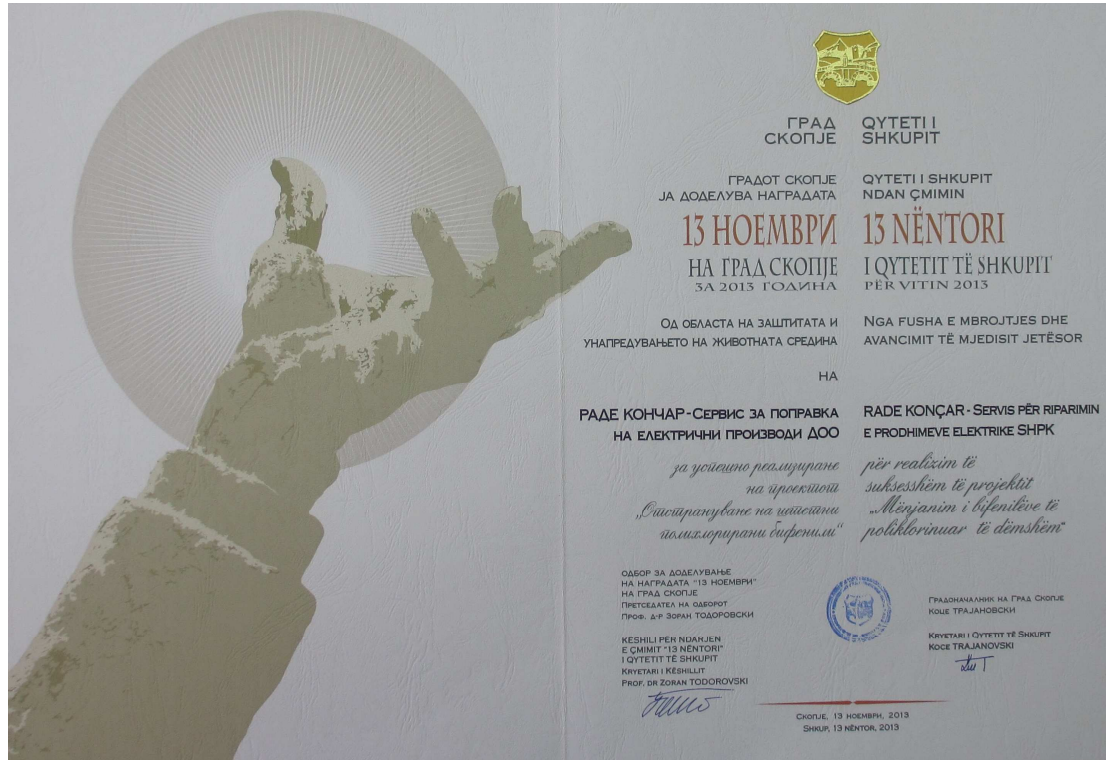 ГРАД
СКОПЈЕ
QYTETI I
SHKUPIT
ГРАДОТ СКОПЈЕ
ЈА ДОДЕЛУВА НАГРАДАТА
13 НОЕМВРИ
НА ГРАД СКОПЈЕ
ЗА 2013 ГОДИНА
QYTETI I SHKUPIT
NDAN ÇMIMIN
13 NËNTORI
I QYTETIT TË SHKUPIT
PËR VITIN 2013
ОД ОБЛАСТА НА ЗАШТИТАТА И
УНАПРЕДУВАЊЕТО НА ЖИВОТНАТА СРЕДИНА
NGA FUSHA E MBROJTJES DHE
AVANCIMIT TË MJEDISIT JETËSOR
НА
РАДЕ КОНЧАР-СЕРВИС ЗА ПОПРАВКА
НА ЕЛЕКТРИЧНИ ПРОИЗВОДИ ДОО
RADE KONÇAR - SERVIS PËR RIPARIMIN
E PRODHIMEVE ELEKTRIKE SHPK
за успешно реализирање
на проектот
„Отстранување на штетни
полихлорирани бифенили“
për realizim të
suksesshëm të projektit
„Mënjanim i bifenilëve të
poliklorinuar të dëmshëm“
ОДБОР ЗА ДОДЕЛУВАЊЕ
НА НАГРАДАТА "13 НОЕМВРИ"
НА ГРАД СКОПЈЕ
ПРЕТСЕДАТЕЛ НА ОДБОРОТ
ПРОФ. Д-Р ЗОРАН ТОДОРОВСКИ
KËSHILI PËR NDARJEN
E ÇMIMIT "13 NËNTORI"
I QYTETIT TË SHKUPIT
KRYETARI I KËSHILLIT
PROF. DR ZORAN TODOROVSKI
ГРАДОНАЧАЛНИК НА ГРАД СКОПЈЕ
КОЦЕ ТРАЈАНОВСКИ
KRYETARI I QYTETIT TË SHKUPIT
KOCE TRAJANOVSKI
СКОПЈЕ, 13 НОЕМВРИ, 2013
SHKUP, 13 NËNTOR, 2013